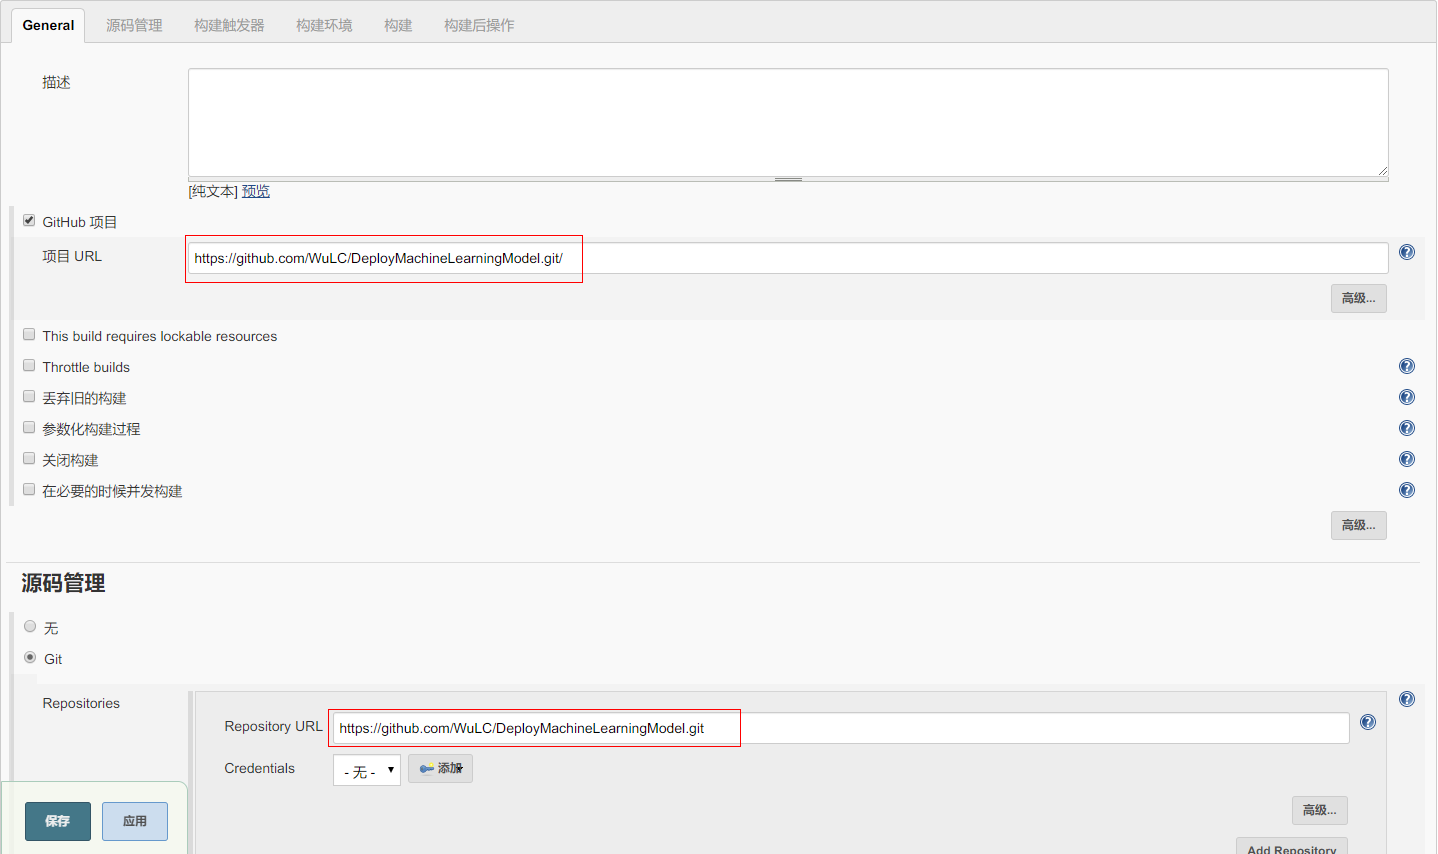 General 源码管理 构建触发器 构建环境 构建 构建后操作
描述
[纯文本] 预览
GitHub 项目
项目 URL https://github.com/WuLC/DeployMachineLearningModel.git/
高级...
This build requires lockable resources
Throttle builds
丢弃旧的构建
参数化构建过程
关闭构建
在必要的时候并发构建
高级...
源码管理
无
Git
Repositories
Repository URL https://github.com/WuLC/DeployMachineLearningModel.git
Credentials - 无 - 添加
高级...
保存 应用
Add Repository